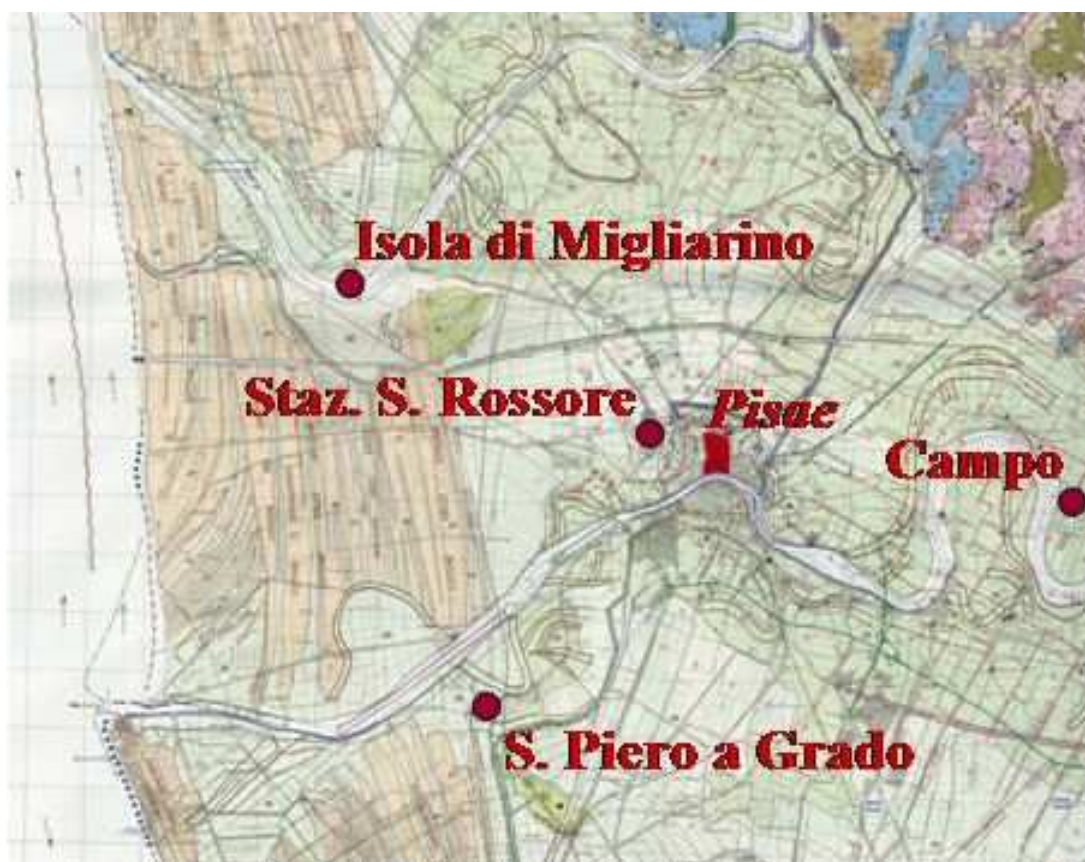 Isola di Migliarino
Staz. S. Rossore
Pisae
Campo
S. Piero a Grado